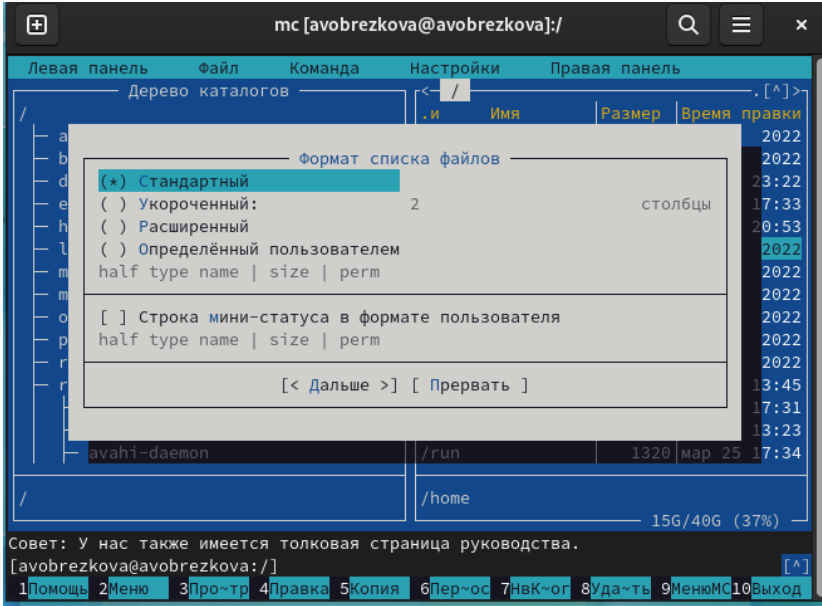 mc [avobrezkova@avobrezkova]:/
Левая панель Файл Команда Настройки Правая панель
Дерево каталогов
<— / .[^]>
/ .и Имя Размер Время правки
а 2022
b 2022
d 23:22
e 17:33
h 20:53
l 2022
m 2022
m 2022
o 2022
p 2022
r 2022
r 13:45
17:31
13:23
Формат списка файлов
(*) Стандартный
( ) Укороченный: 2 столбцы
( ) Расширенный
( ) Определённый пользователем
half type name | size | perm
[ ] Строка мини-статуса в формате пользователя
half type name | size | perm
[< Дальше >] [ Прервать ]
avahi-daemon /run 1320 мар 25 17:34
/ /home
15G/40G (37%)
Совет: У нас также имеется толковая страница руководства.
[avobrezkova@avobrezkova:/] [^]
1Помощь 2Меню 3Про~тр 4Правка 5Копия 6Пер~ос 7НвК~ог 8Уда~ть 9МенюМС 10Выход